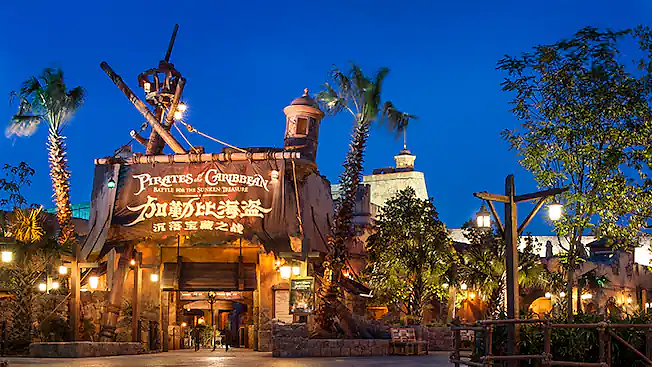 PIRATES of the CARIBBEAN
BATTLE FOR THE SUNKEN TREASURE
加勒比海盗
沉落宝藏之战